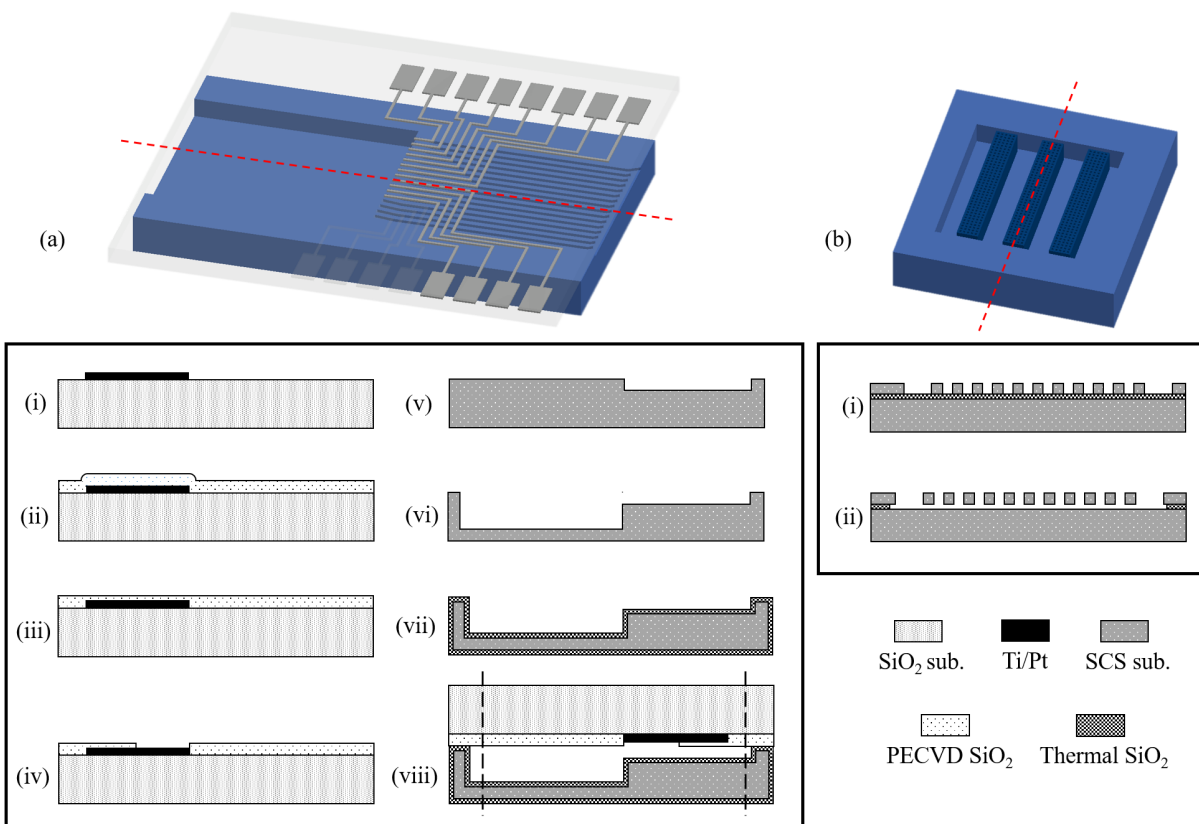 (a)
(b)
(i)
(ii)
(iii)
(iv)
(v)
(vi)
(vii)
(viii)
(i)
(ii)
SiO₂ sub.
Ti/Pt
SCS sub.
PECVD SiO₂
Thermal SiO₂